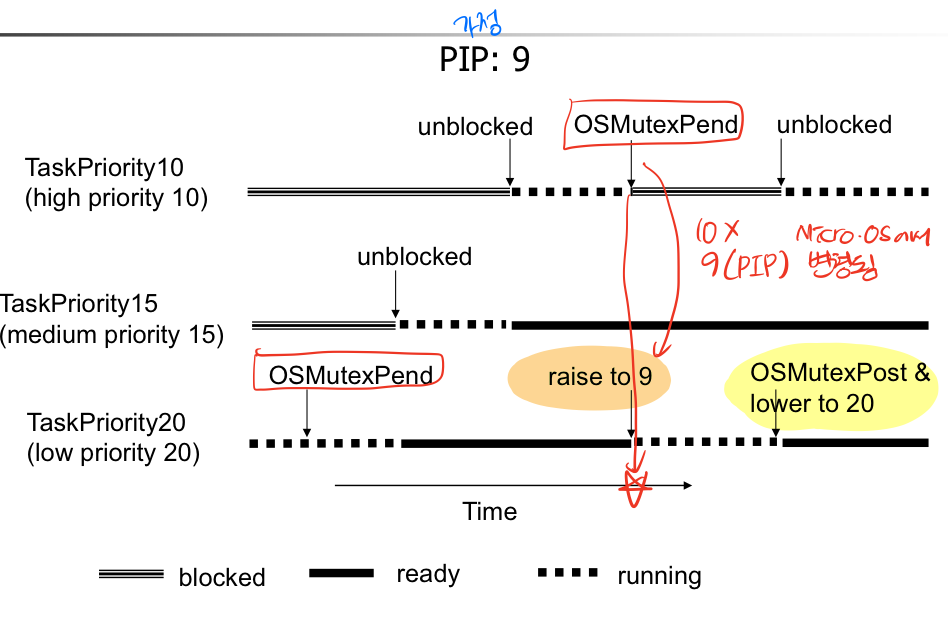 가정
PIP: 9
unblocked
OSMutexPend
unblocked
TaskPriority10
(high priority 10)
10 X
9(PIP)
Micro-OS에서
변경됨
unblocked
TaskPriority15
(medium priority 15)
OSMutexPend
raise to 9
OSMutexPost &
lower to 20
TaskPriority20
(low priority 20)
Time
blocked
ready
running